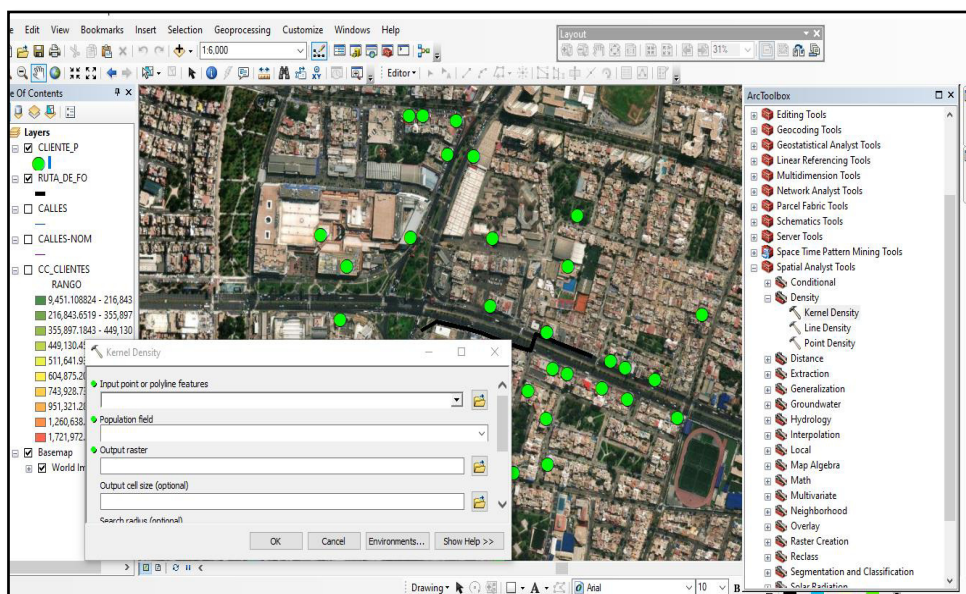 Edit View Bookmarks Insert Selection Geoprocessing Customize Windows Help
1:6,000
Editor
Layout
31%
Of Contents
Layers
CLIENTE_P
RUTA_DE_FO
CALLES
CALLES-NOM
CC_CLIENTES
RANGO
9,451.108824 - 216,843
216,843.6519 - 355,897
355,897.1843 - 449,130
449,130.4
511,641.9
604,875.2
743,928.7
951,321.2
1,260,638.
1,721,972.
Basemap
World Im
Kernel Density
Input point or polyline features
Population field
Output raster
Output cell size (optional)
Search radius (optional)
OK Cancel Environments... Show Help >>
ArcToolbox
Editing Tools
Geocoding Tools
Geostatistical Analyst Tools
Linear Referencing Tools
Multidimension Tools
Network Analyst Tools
Parcel Fabric Tools
Schematics Tools
Server Tools
Space Time Pattern Mining Tools
Spatial Analyst Tools
Conditional
Density
Kernel Density
Line Density
Point Density
Distance
Extraction
Generalization
Groundwater
Hydrology
Interpolation
Local
Map Algebra
Math
Multivariate
Neighborhood
Overlay
Raster Creation
Reclass
Segmentation and Classification
Solar Radiation
Drawing A Arial 10 B